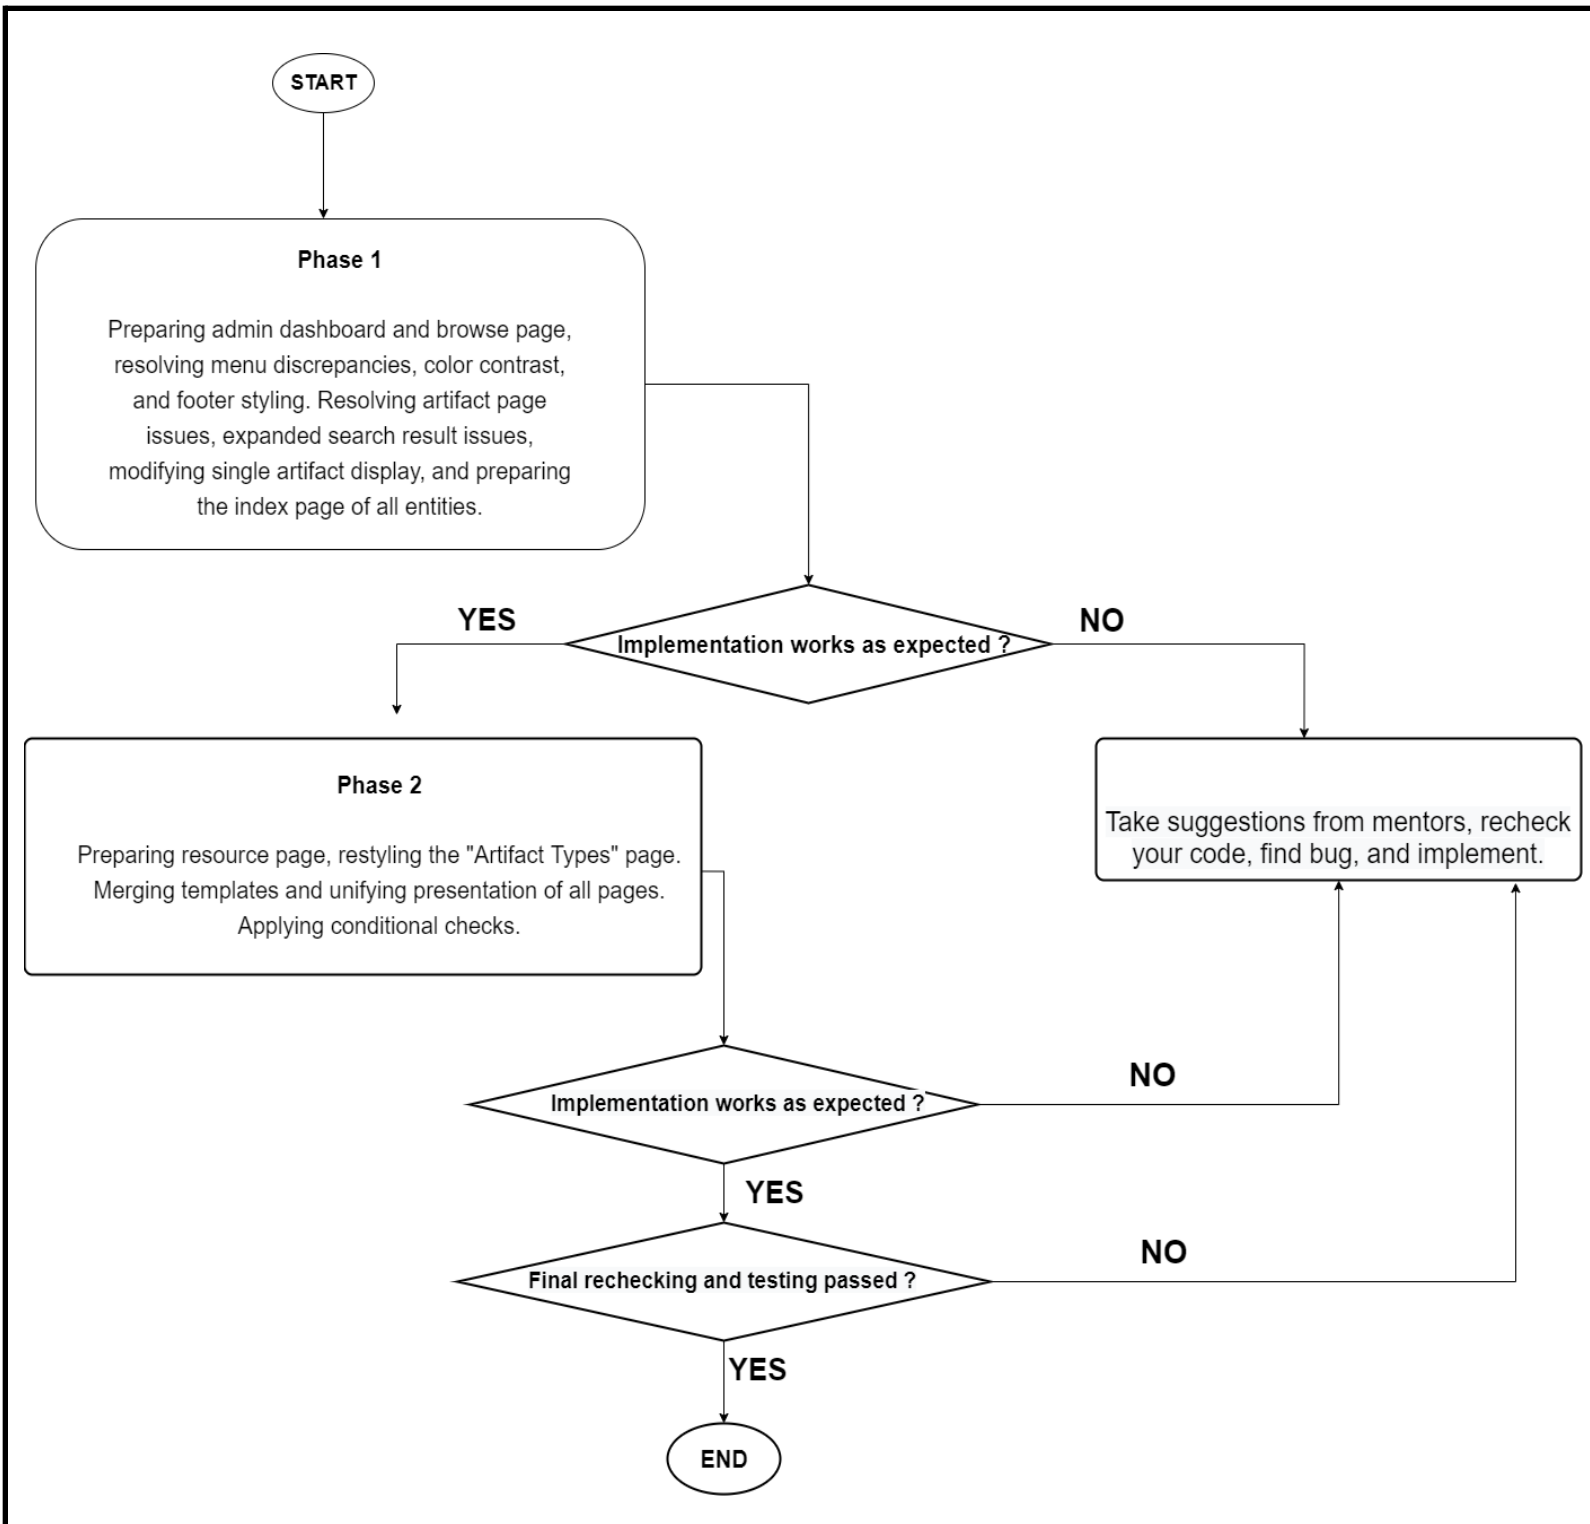 START
Phase 1
Preparing admin dashboard and browse page,
resolving menu discrepancies, color contrast,
and footer styling. Resolving artifact page
issues, expanded search result issues,
modifying single artifact display, and preparing
the index page of all entities.
YES
Implementation works as expected ?
NO
Phase 2
Preparing resource page, restyling the "Artifact Types" page.
Merging templates and unifying presentation of all pages.
Applying conditional checks.
Take suggestions from mentors, recheck
your code, find bug, and implement.
Implementation works as expected ?
NO
YES
Final rechecking and testing passed ?
NO
YES
END